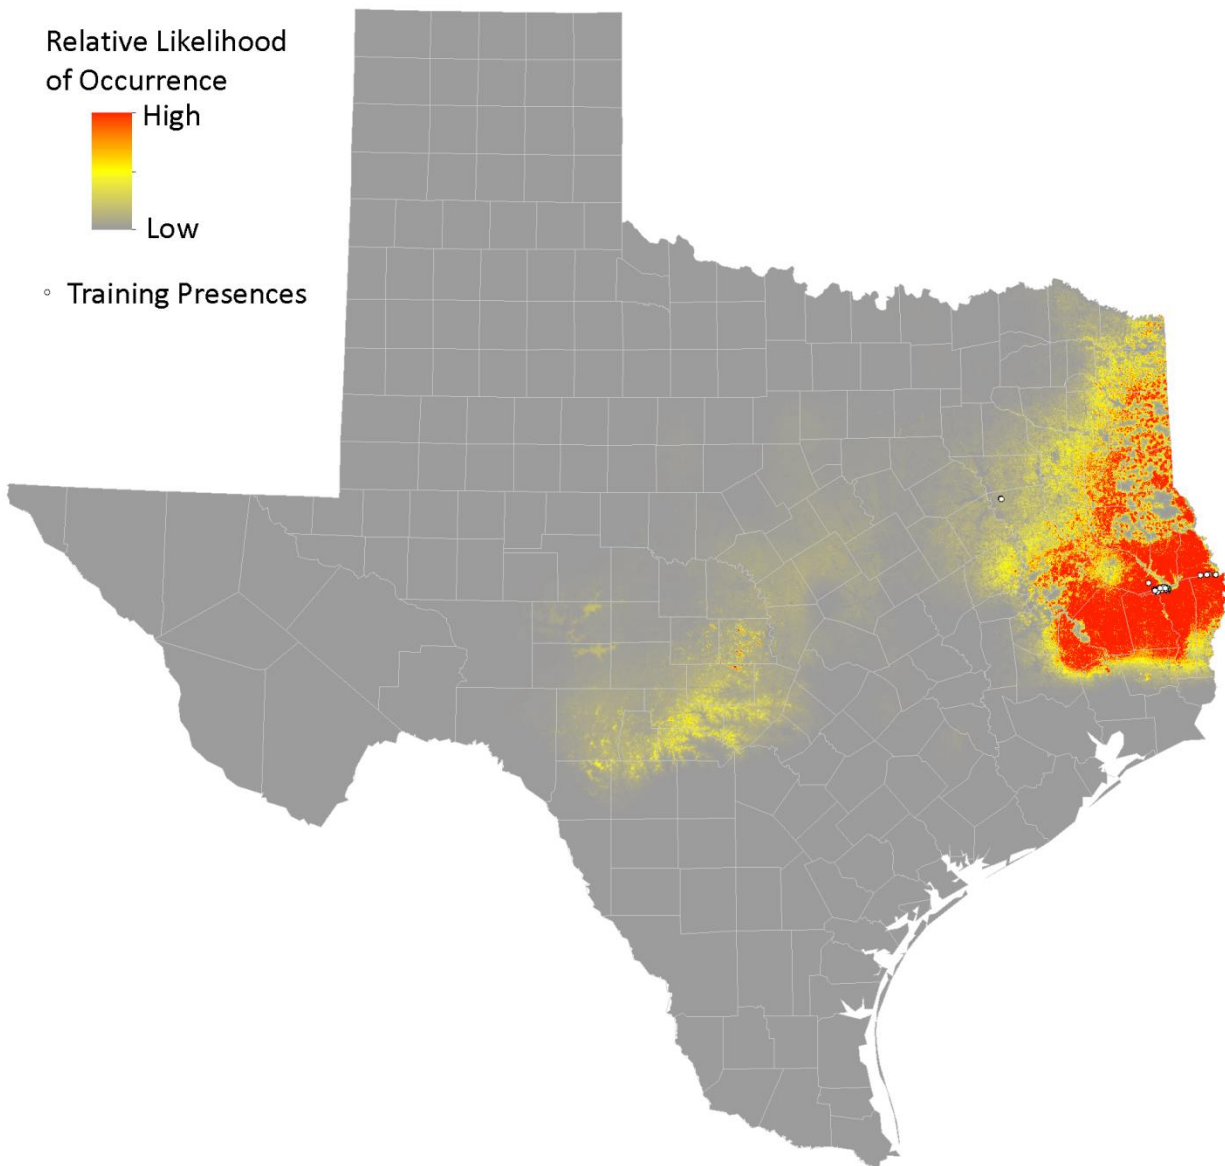 Relative Likelihood
of Occurrence
High
Low
Training Presences